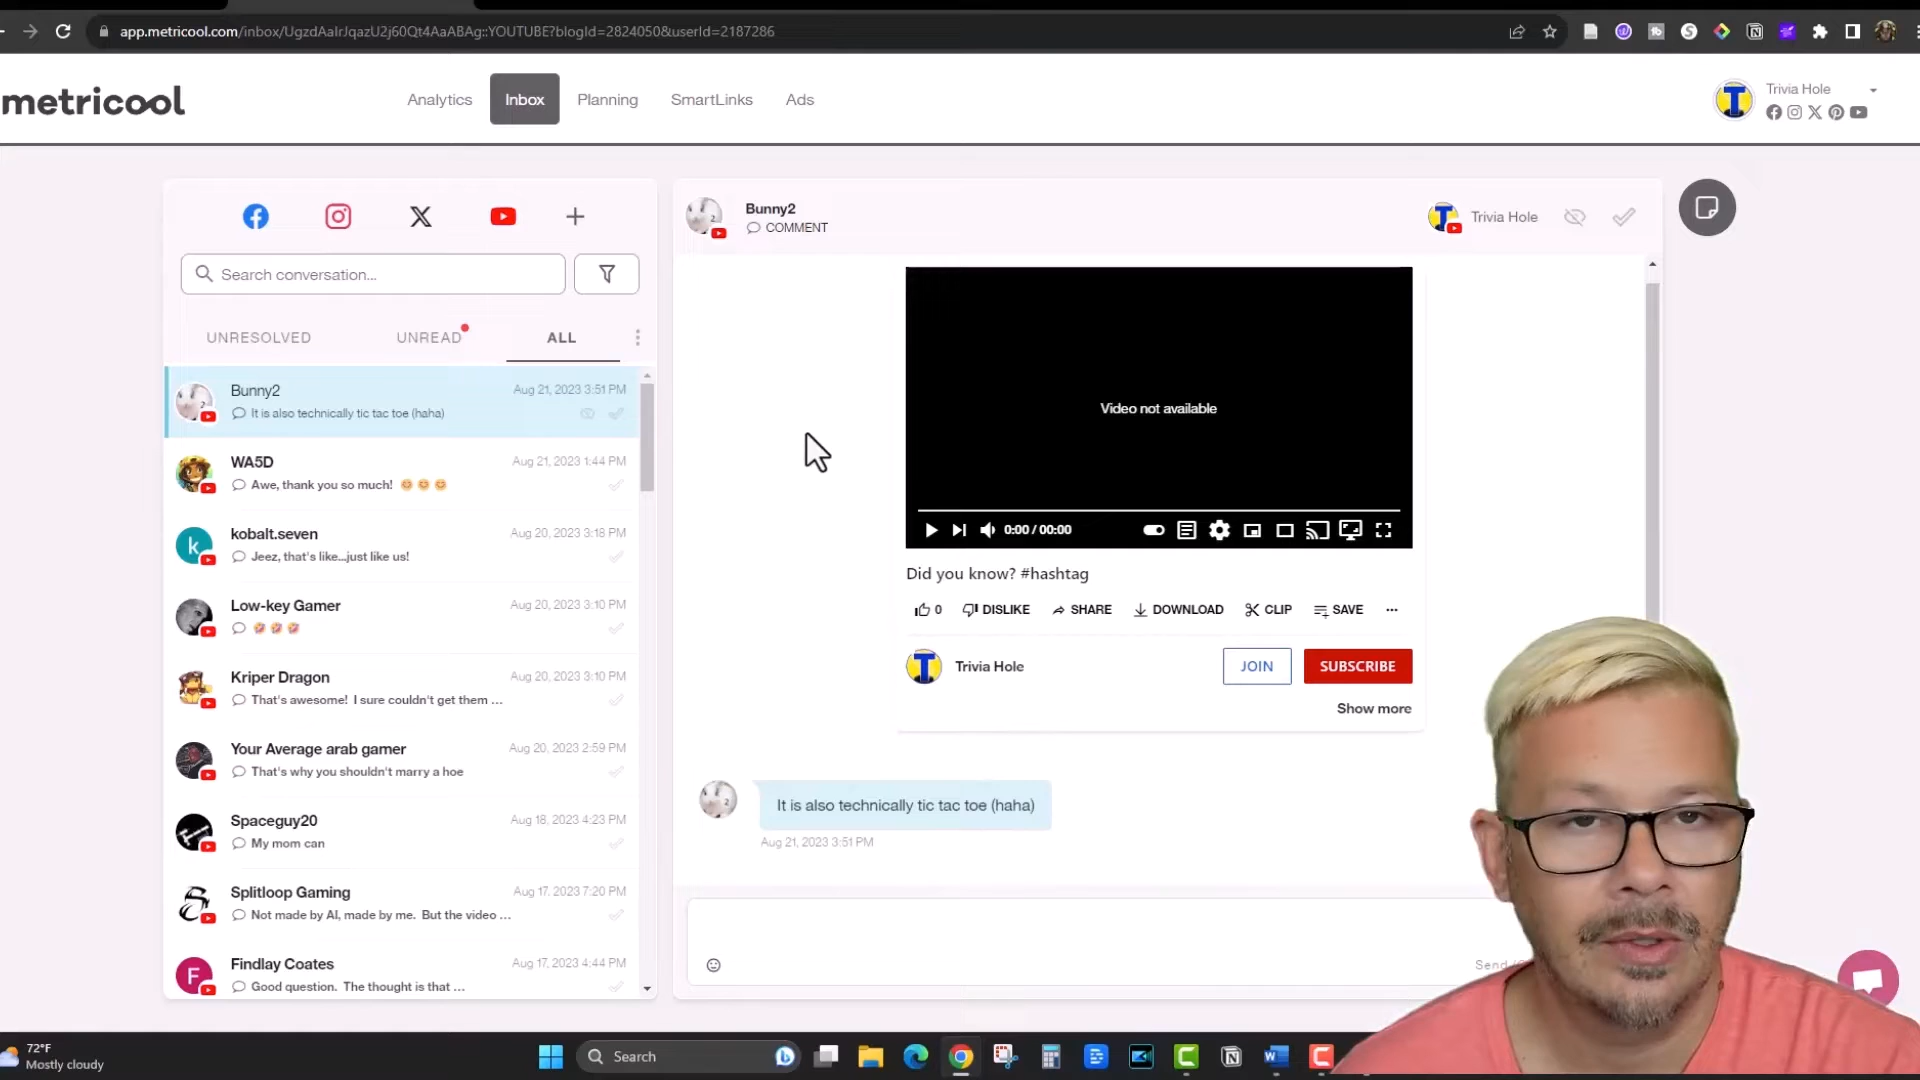 app.metricool.com/inbox/UgzdAalrJqazU2j60Qt4AaABAg::YOUTUBE?blogId=2824050&userId=2187286
metricool
Analytics
Inbox
Planning
SmartLinks
Ads
Trivia Hole
Search conversation...
UNRESOLVED
UNREAD
ALL
Bunny2
Aug 21, 2023 3:51 PM
It is also technically tic tac toe (haha)
WA5D
Aug 21, 2023 1:44 PM
Awe, thank you so much!
kobalt.seven
Aug 20, 2023 3:18 PM
Jeez, that's like...just like us!
Low-key Gamer
Aug 20, 2023 3:10 PM
Kriper Dragon
Aug 20, 2023 3:10 PM
That's awesome! I sure couldn't get them ...
Your Average arab gamer
Aug 20, 2023 2:59 PM
That's why you shouldn't marry a hoe
Spaceguy20
Aug 18, 2023 4:23 PM
My mom can
Splitloop Gaming
Aug 17, 2023 7:20 PM
Not made by AI, made by me. But the video ...
Findlay Coates
Aug 17, 2023 4:44 PM
Good question. The thought is that ...
Bunny2
COMMENT
Trivia Hole
Video not available
0:00 / 00:00
Did you know? #hashtag
0 DISLIKE SHARE DOWNLOAD CLIP SAVE ...
Trivia Hole
JOIN
SUBSCRIBE
Show more
It is also technically tic tac toe (haha)
Aug 21, 2023 3:51 PM
Send
72°F
Mostly cloudy
Search